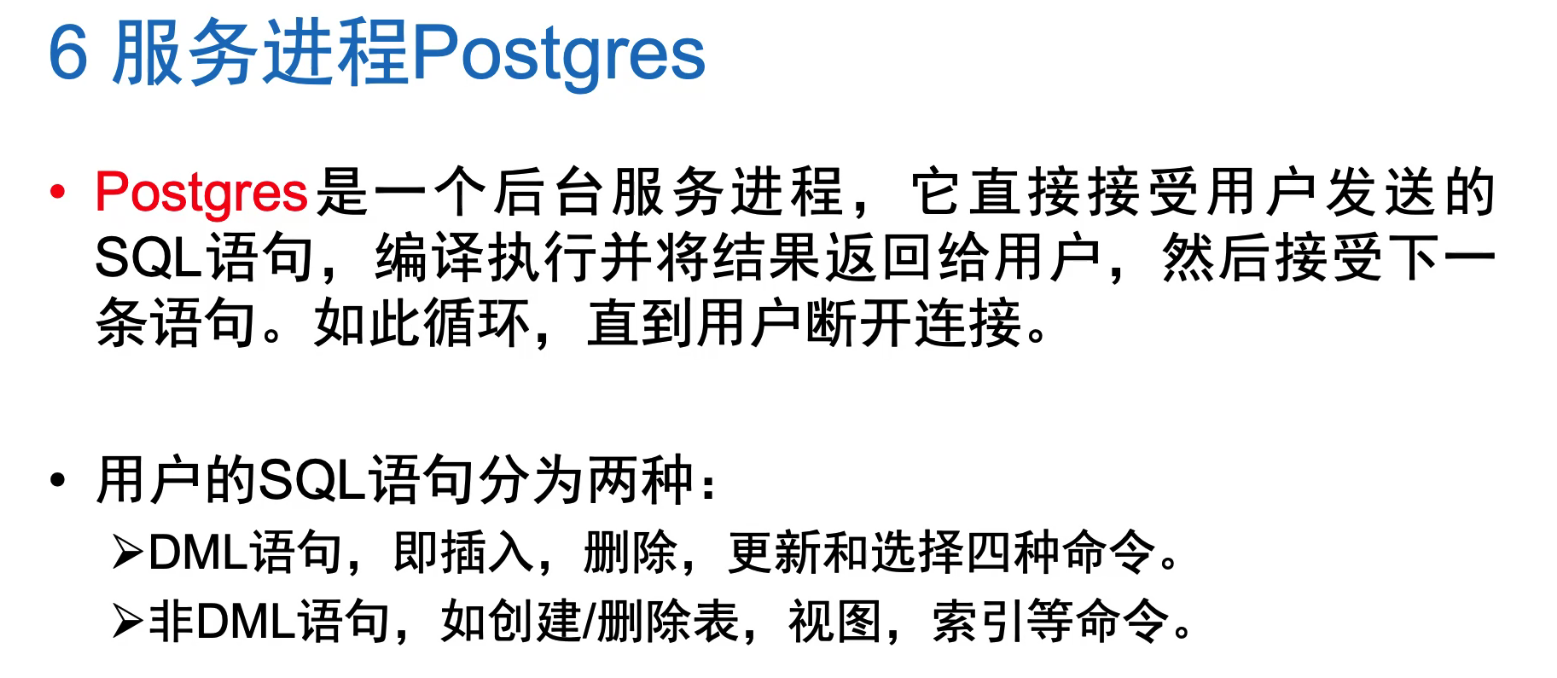 6 服务进程Postgres
• Postgres是一个后台服务进程，它直接接受用户发送的
SQL语句，编译执行并将结果返回给用户，然后接受下一
条语句。如此循环，直到用户断开连接。
• 用户的SQL语句分为两种：
➢DML语句，即插入，删除，更新和选择四种命令。
➢非DML语句，如创建/删除表，视图，索引等命令。